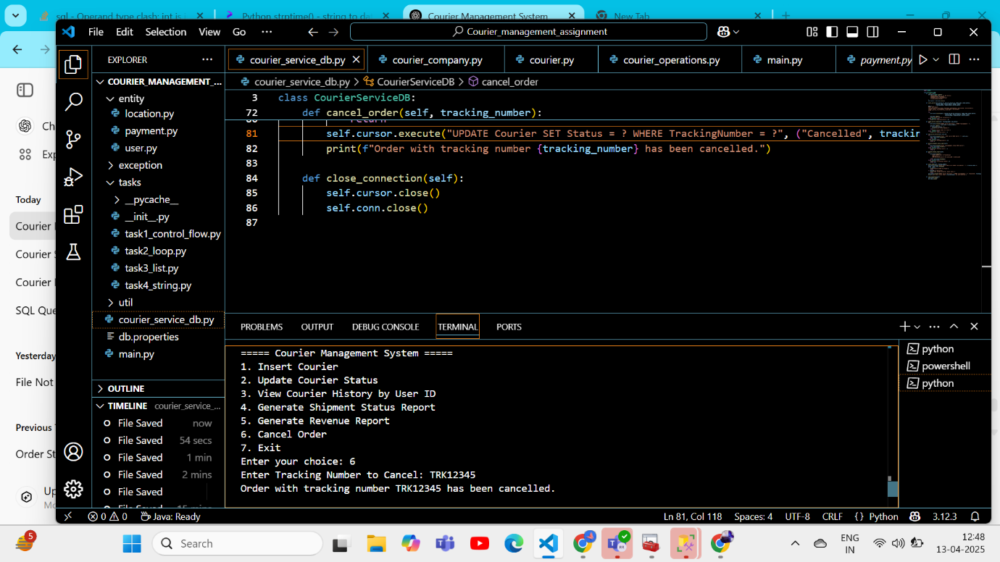 sql - Operand type clash: int is i
Python strptime() - string to dat
Courier Management System
New Tab
File Edit Selection View Go ···
Courier_management_assignment
EXPLORER
COURIER_MANAGEMENT_...
entity
location.py
payment.py
user.py
exception
tasks
__pycache__
__init__.py
task1_control_flow.py
task2_loop.py
task3_list.py
task4_string.py
util
courier_service_db.py
db.properties
main.py
OUTLINE
TIMELINE courier_service_...
File Saved now
File Saved 54 secs
File Saved 1 min
File Saved 2 mins
File Saved
Ch
Exp
Today
Courier
Courier S
Courier
SQL Que
Yesterday
File Not
Previous
Order St
Up
Mo
courier_service_db.py
courier_company.py
courier.py
courier_operations.py
main.py
payment.py
courier_service_db.py > CourierServiceDB > cancel_order
3 class CourierServiceDB:
72 def cancel_order(self, tracking_number):
81 self.cursor.execute("UPDATE Courier SET Status = ? WHERE TrackingNumber = ?", ("Cancelled", trackin
82 print(f"Order with tracking number {tracking_number} has been cancelled.")
83
84 def close_connection(self):
85 self.cursor.close()
86 self.conn.close()
87
PROBLEMS OUTPUT DEBUG CONSOLE TERMINAL PORTS
===== Courier Management System =====
1. Insert Courier
2. Update Courier Status
3. View Courier History by User ID
4. Generate Shipment Status Report
5. Generate Revenue Report
6. Cancel Order
7. Exit
Enter your choice: 6
Enter Tracking Number to Cancel: TRK12345
Order with tracking number TRK12345 has been cancelled.
python
powershell
python
0 0 Java: Ready
Ln 81, Col 118 Spaces: 4 UTF-8 CRLF {} Python 3.12.3
5
Search
ENG
IN
12:48
13-04-2025